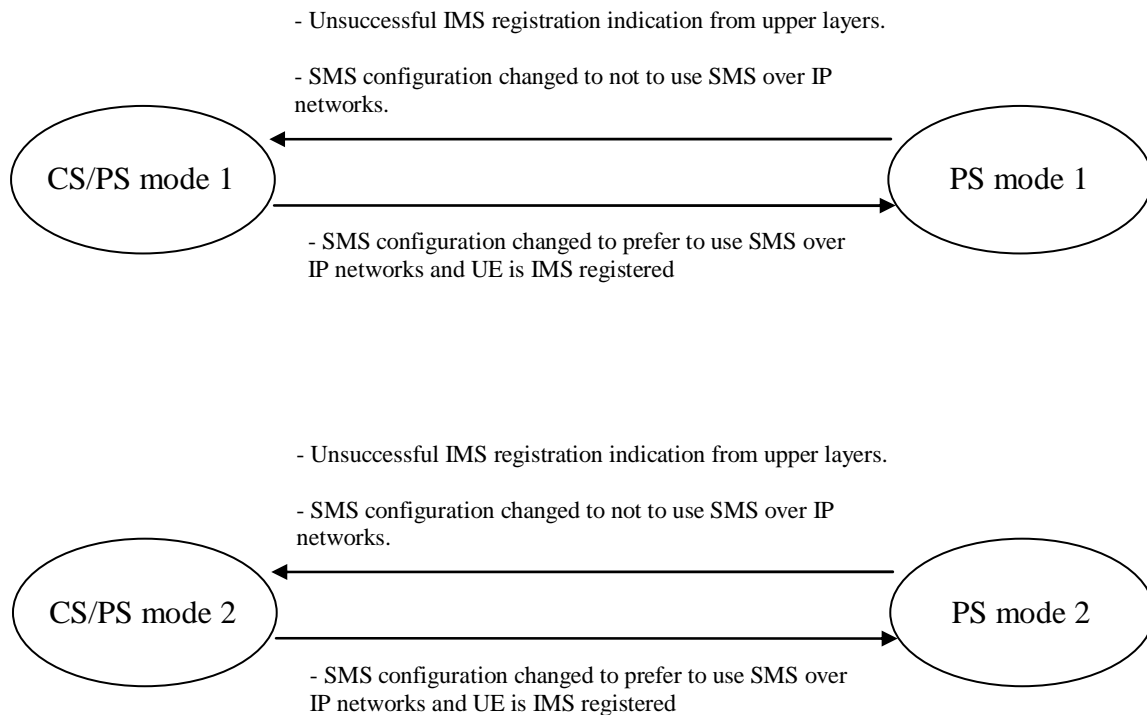 - Unsuccessful IMS registration indication from upper layers.
- SMS configuration changed to not to use SMS over IP
networks.
CS/PS mode 1
PS mode 1
- SMS configuration changed to prefer to use SMS over
IP networks and UE is IMS registered
- Unsuccessful IMS registration indication from upper layers.
- SMS configuration changed to not to use SMS over IP
networks.
CS/PS mode 2
PS mode 2
- SMS configuration changed to prefer to use SMS over
IP networks and UE is IMS registered